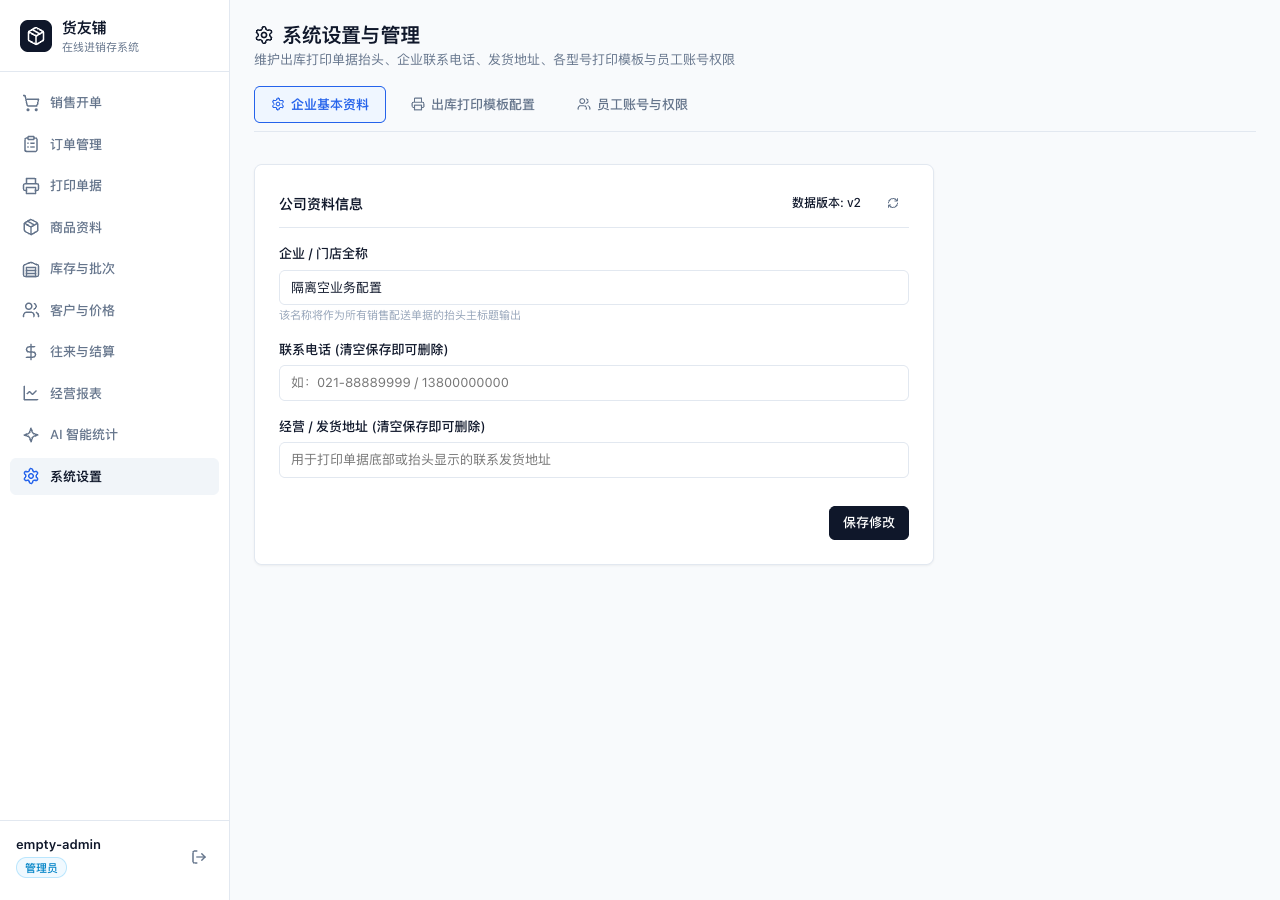 货友铺
在线进销存系统
销售开单
订单管理
打印单据
商品资料
库存与批次
客户与价格
往来与结算
经营报表
AI 智能统计
系统设置
empty-admin
管理员
系统设置与管理
维护出库打印单据抬头、企业联系电话、发货地址、各型号打印模板与员工账号权限
企业基本资料
出库打印模板配置
员工账号与权限
公司资料信息
数据版本: v2
企业 / 门店全称
隔离空业务配置
该名称将作为所有销售配送单据的抬头主标题输出
联系电话 (清空保存即可删除)
如：021-88889999 / 13800000000
经营 / 发货地址 (清空保存即可删除)
用于打印单据底部或抬头显示的联系发货地址
保存修改